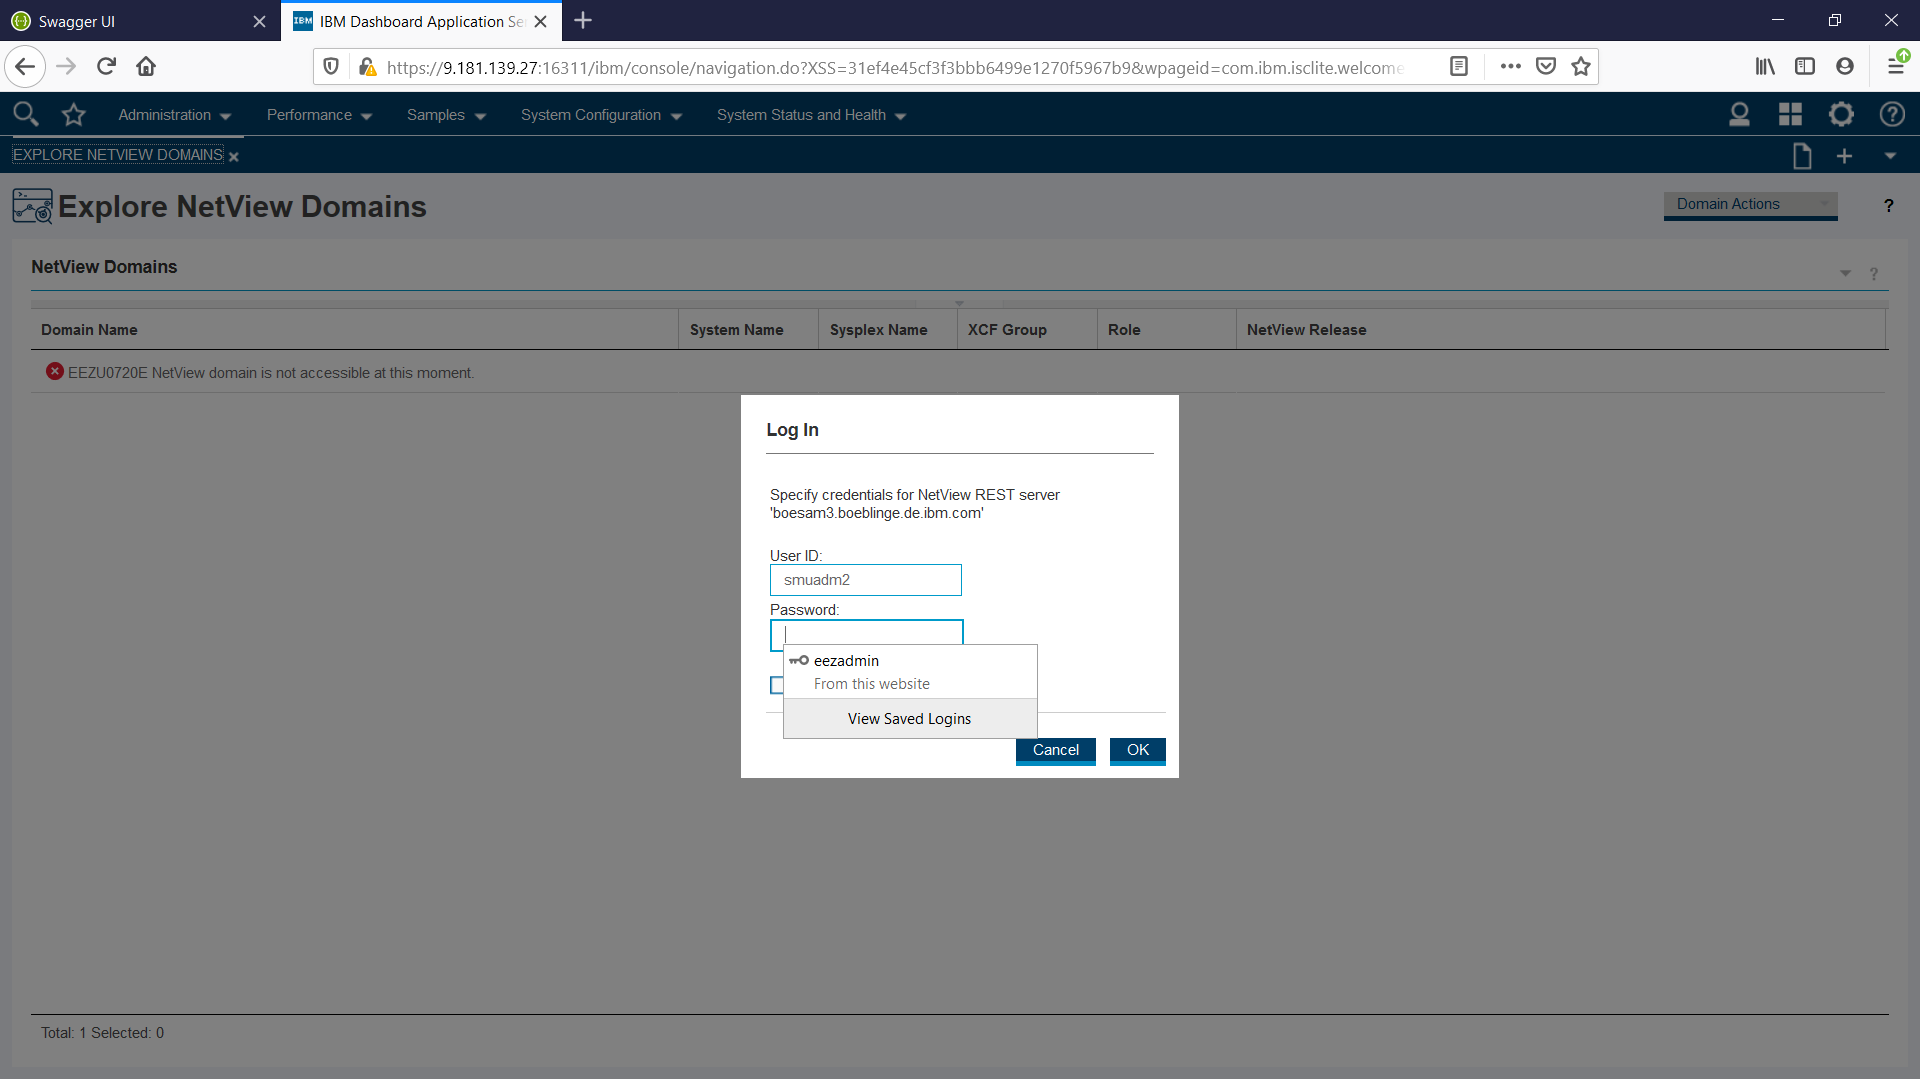 Swagger UI
IBM IBM Dashboard Application Se
https://9.181.139.27:16311/ibm/console/navigation.do?XSS=31ef4e45cf3f3bbb6499e1270f5967b9&wpageid=com.ibm.isclite.welcome
Administration Performance Samples System Configuration System Status and Health
EXPLORE NETVIEW DOMAINS
Explore NetView Domains
Domain Actions ?
NetView Domains
?
Domain Name System Name Sysplex Name XCF Group Role NetView Release
EEZU0720E NetView domain is not accessible at this moment.
Log In
Specify credentials for NetView REST server
'boesam3.boeblinge.de.ibm.com'
User ID:
smuadm2
Password:
eezadmin
From this website
View Saved Logins
Cancel OK
Total: 1 Selected: 0